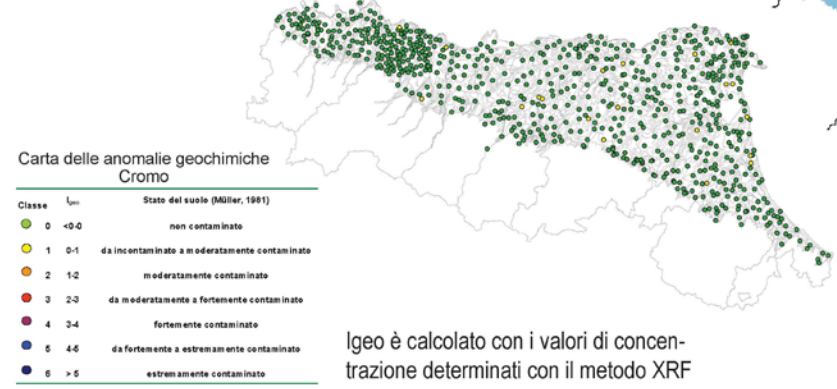 Carta delle anomalie geochimiche
Cromo
Classe Igeo Stato del suolo (Müller, 1981)
0 <0-0 non contaminato
1 0-1 da incontaminato a moderatamente contaminato
2 1-2 moderatamente contaminato
3 2-3 da moderatamente a fortemente contaminato
4 3-4 fortemente contaminato
5 4-5 da fortemente a estremamente contaminato
6 > 5 estremamente contaminato
Igeo è calcolato con i valori di concen-
trazione determinati con il metodo XRF